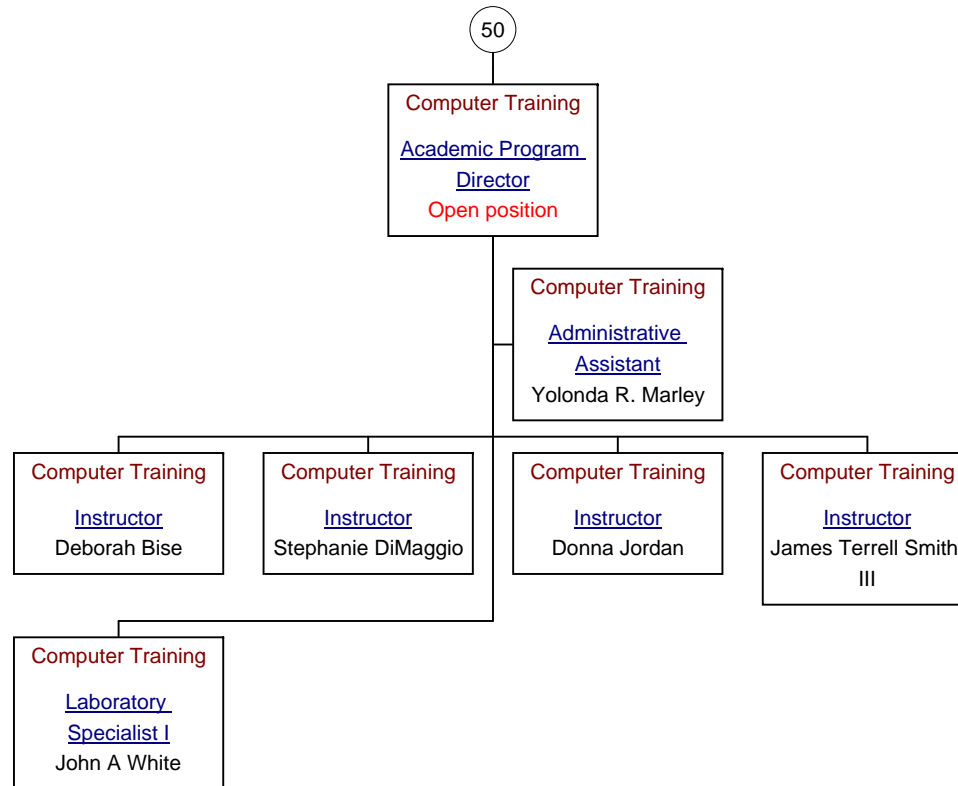 50
Computer Training
Academic Program
Director
Open position
Computer Training
Administrative
Assistant
Yolonda R. Marley
Computer Training
Instructor
Deborah Bise
Computer Training
Instructor
Stephanie DiMaggio
Computer Training
Instructor
Donna Jordan
Computer Training
Instructor
James Terrell Smith
III
Computer Training
Laboratory
Specialist I
John A White